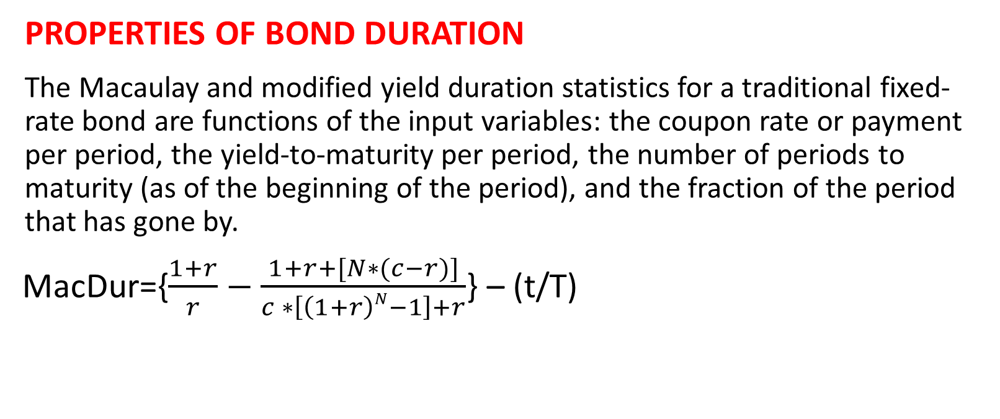 PROPERTIES OF BOND DURATION
The Macaulay and modified yield duration statistics for a traditional fixed-
rate bond are functions of the input variables: the coupon rate or payment
per period, the yield-to-maturity per period, the number of periods to
maturity (as of the beginning of the period), and the fraction of the period
that has gone by.
MacDur={\frac{1+r}{r} − \frac{1+r+[N∗(c−r)]}{c ∗[(1+r)^N−1]+r}} – (t/T)